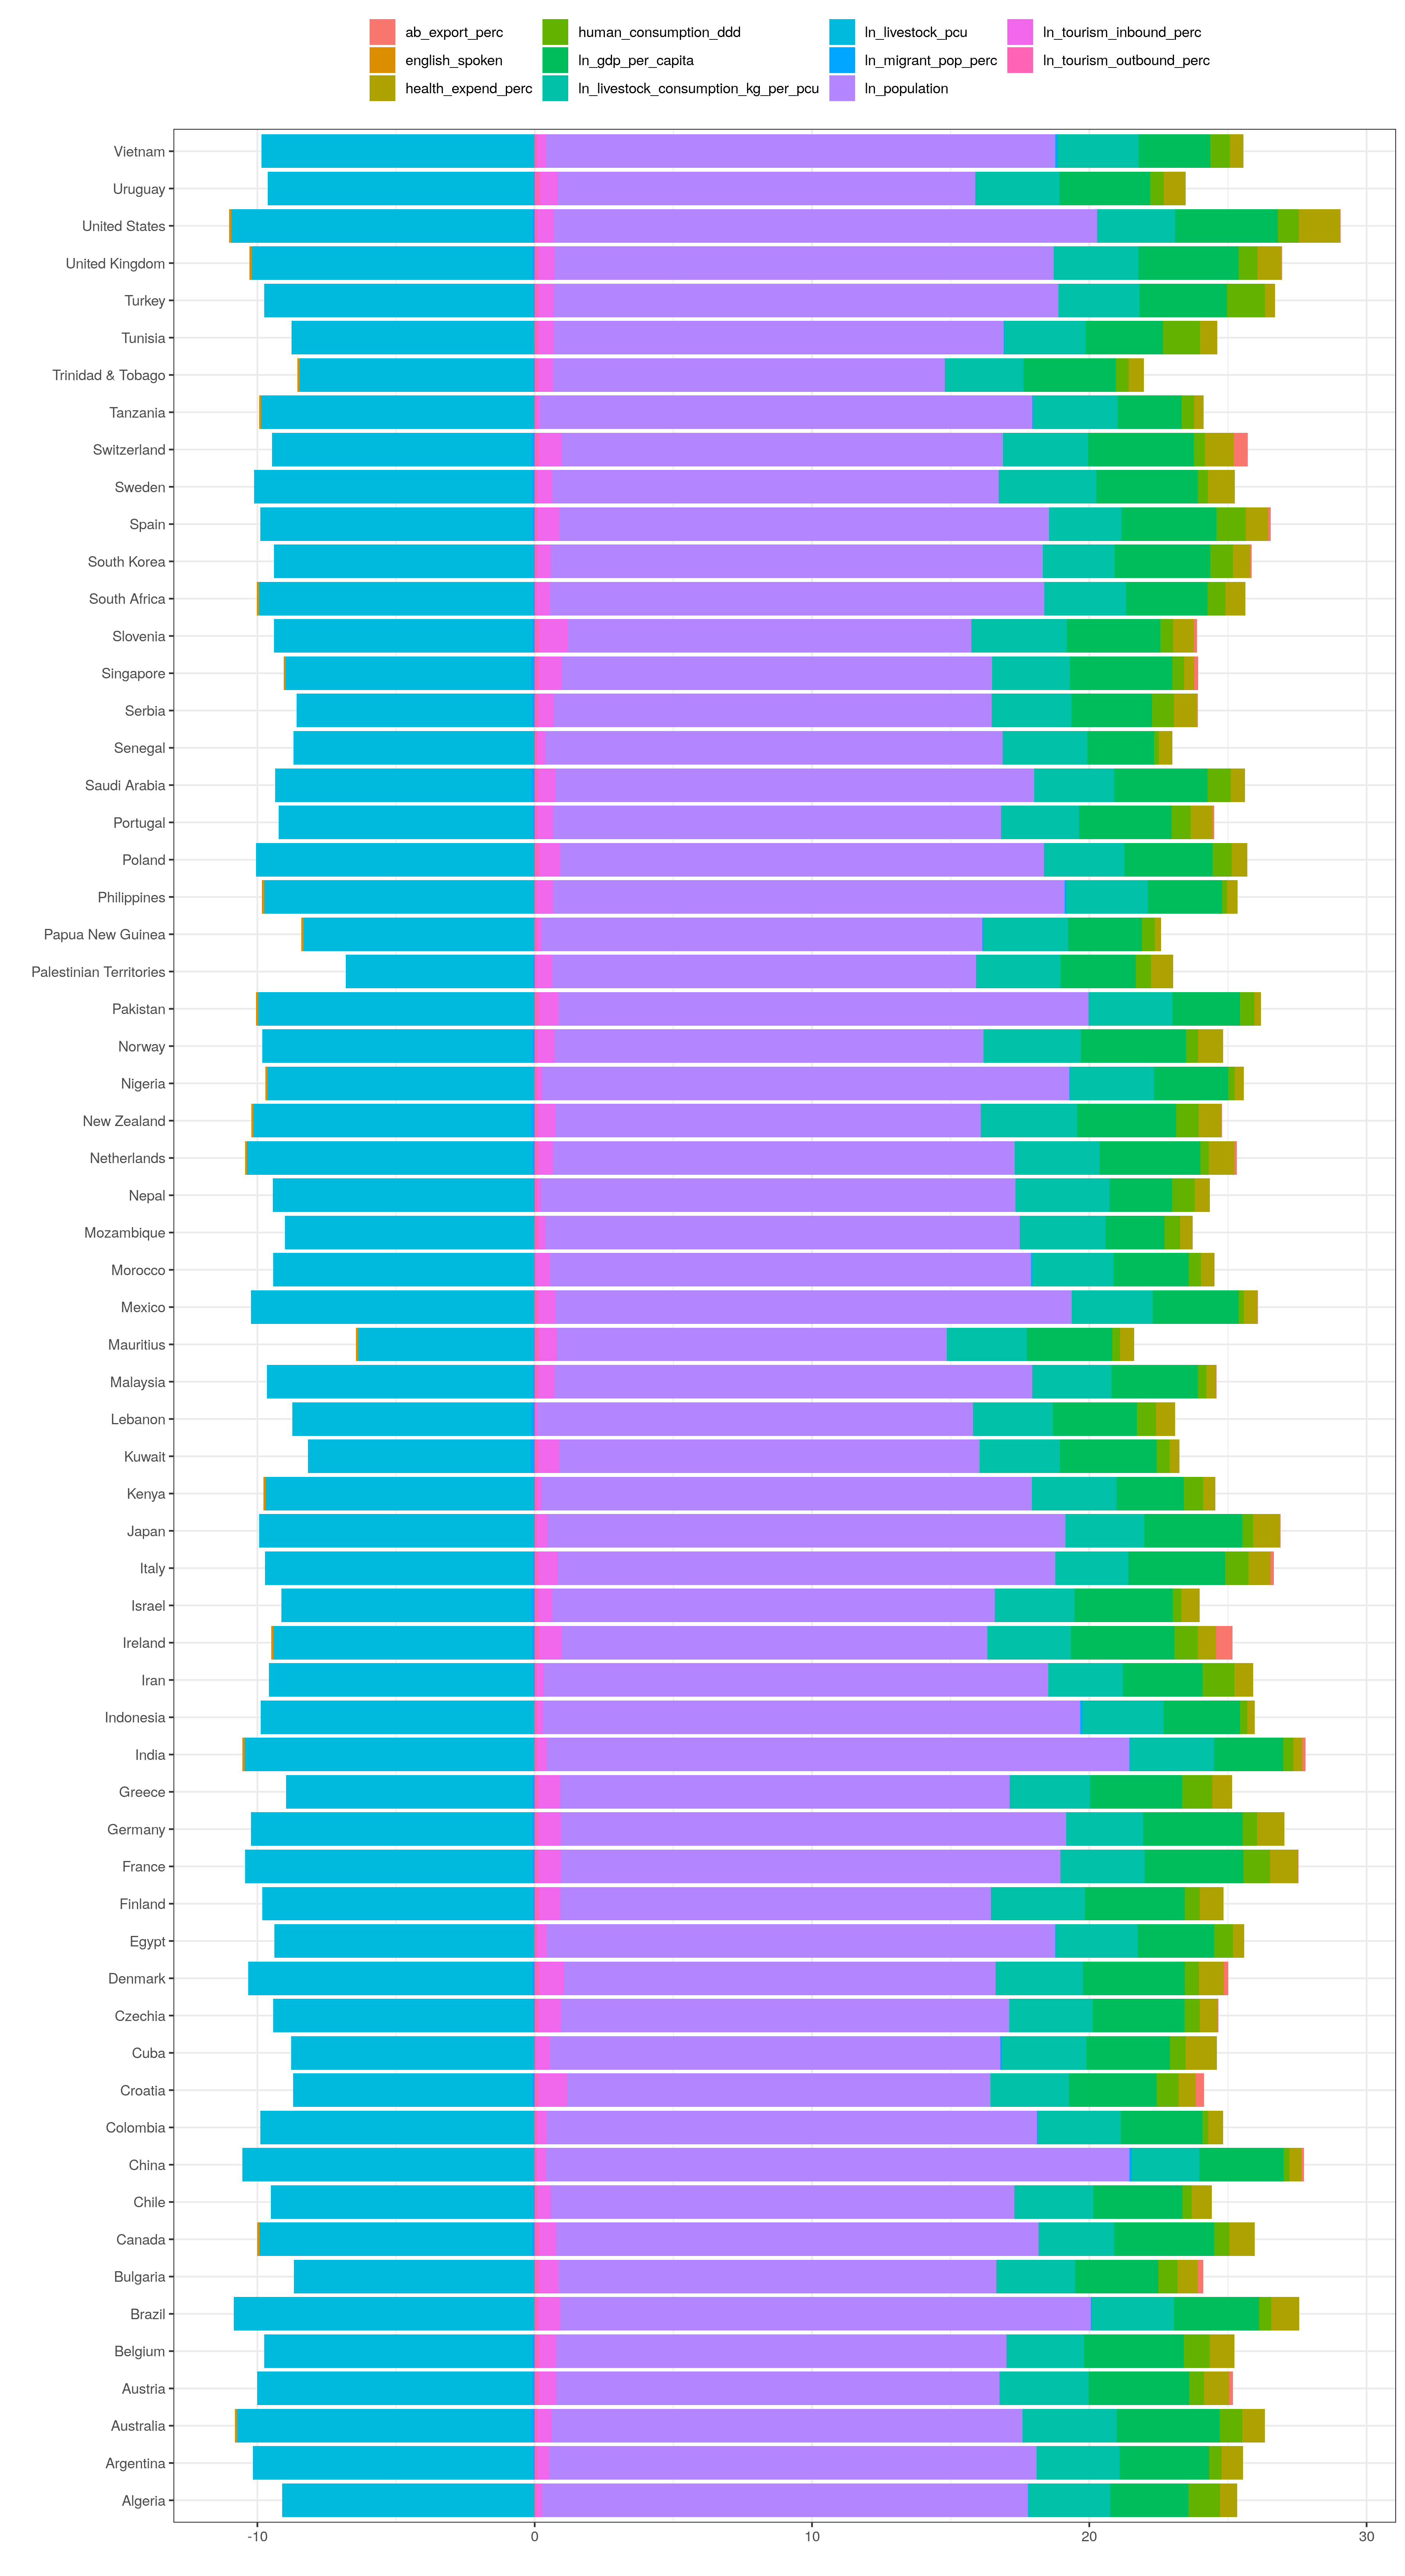 ab_export_perc
english_spoken
health_expend_perc
human_consumption_ddd
ln_gdp_per_capita
ln_livestock_consumption_kg_per_pcu
ln_livestock_pcu
ln_migrant_pop_perc
ln_population
ln_tourism_inbound_perc
ln_tourism_outbound_perc
Vietnam
Uruguay
United States
United Kingdom
Turkey
Tunisia
Trinidad & Tobago
Tanzania
Switzerland
Sweden
Spain
South Korea
South Africa
Slovenia
Singapore
Serbia
Senegal
Saudi Arabia
Portugal
Poland
Philippines
Papua New Guinea
Palestinian Territories
Pakistan
Norway
Nigeria
New Zealand
Netherlands
Nepal
Mozambique
Morocco
Mexico
Mauritius
Malaysia
Lebanon
Kuwait
Kenya
Japan
Italy
Israel
Ireland
Iran
Indonesia
India
Greece
Germany
France
Finland
Egypt
Denmark
Czechia
Cuba
Croatia
Colombia
China
Chile
Canada
Bulgaria
Brazil
Belgium
Austria
Australia
Argentina
Algeria
-10 0 10 20 30